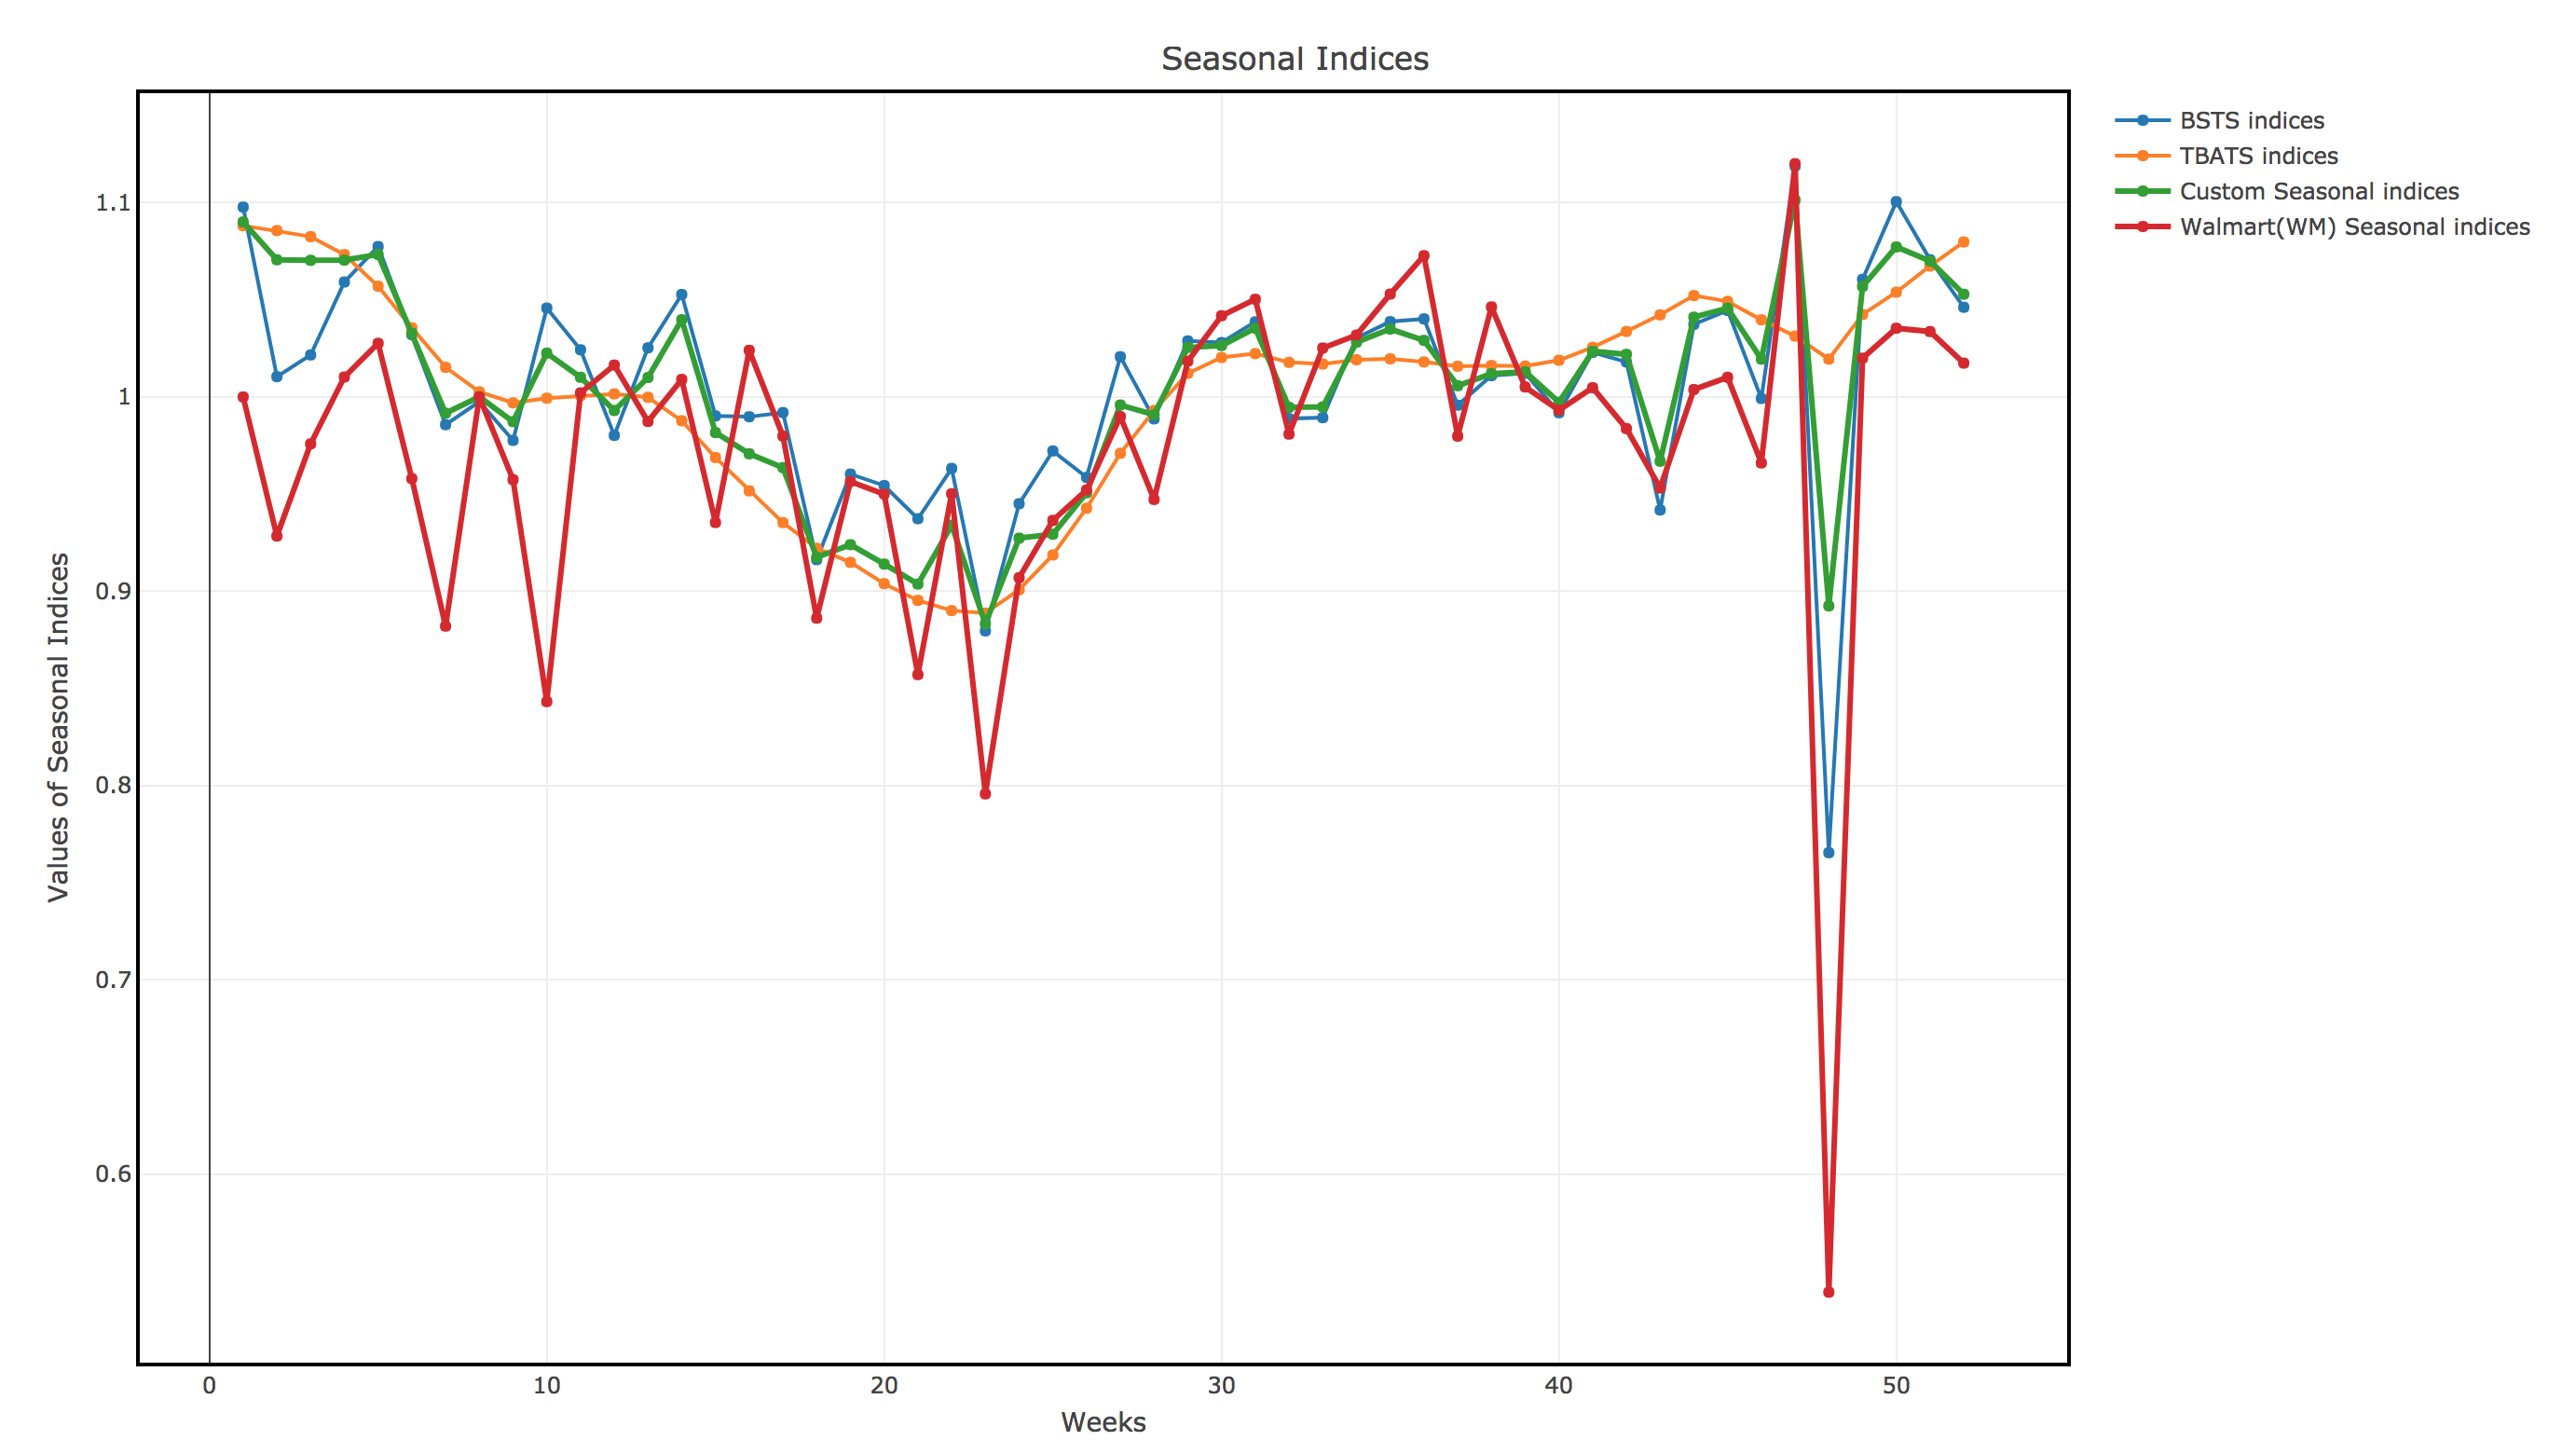 Seasonal Indices
BSTS indices
TBATS indices
Custom Seasonal indices
Walmart(WM) Seasonal indices
Values of Seasonal Indices
1.1
1
0.9
0.8
0.7
0.6
0 10 20 30 40 50
Weeks